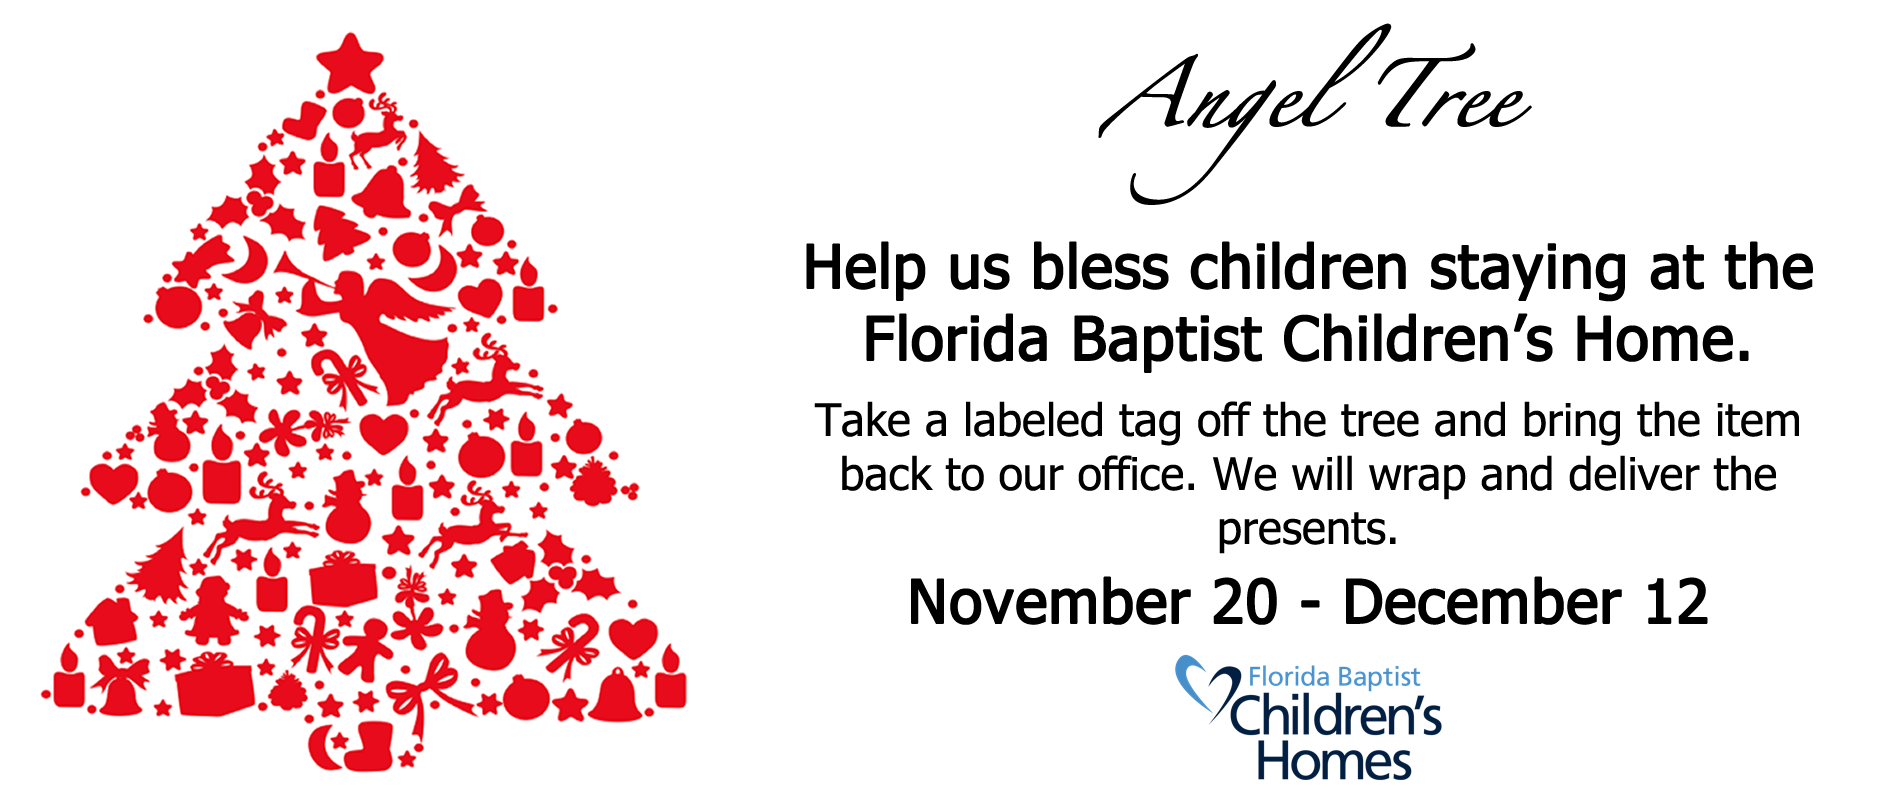 Angel Tree
Help us bless children staying at the
Florida Baptist Children’s Home.
Take a labeled tag off the tree and bring the item
back to our office. We will wrap and deliver the
presents.
November 20 - December 12
Florida Baptist
Children’s
Homes